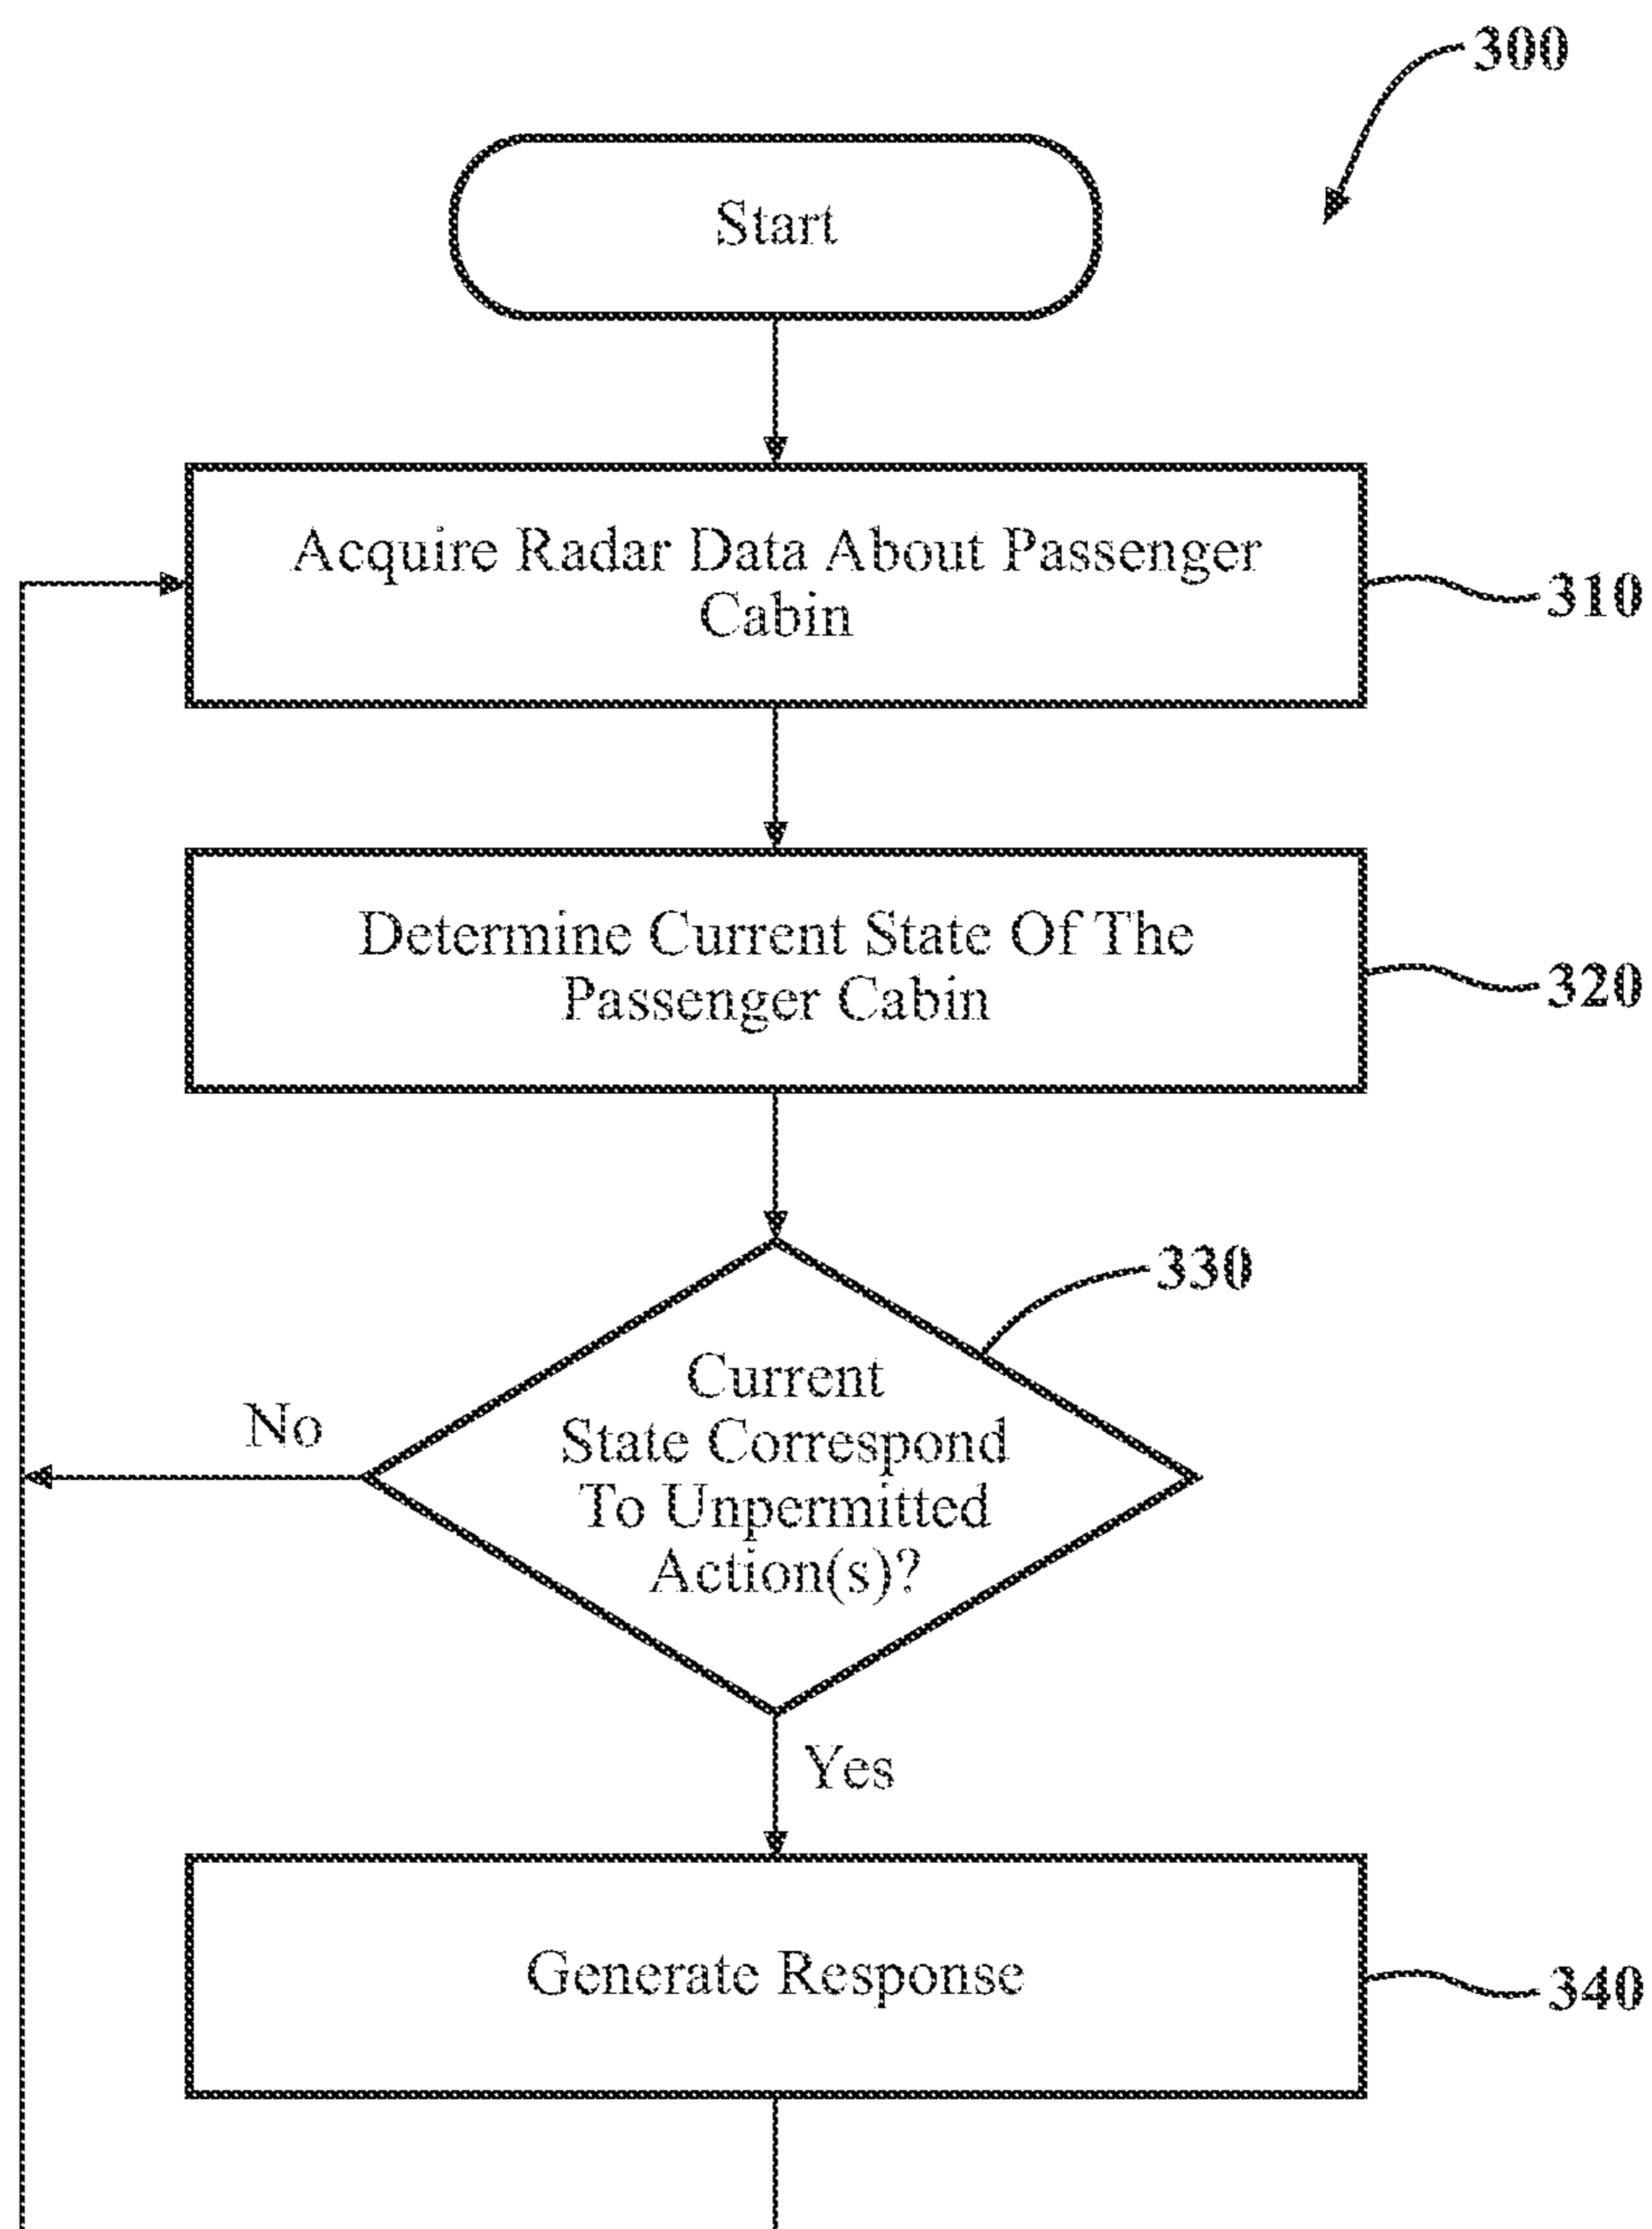 300
Start
Acquire Radar Data About Passenger
Cabin
310
Determine Current State Of The
Passenger Cabin
320
330
Current
State Correspond
To Unpermitted
Action(s)?
No
Yes
Generate Response
340